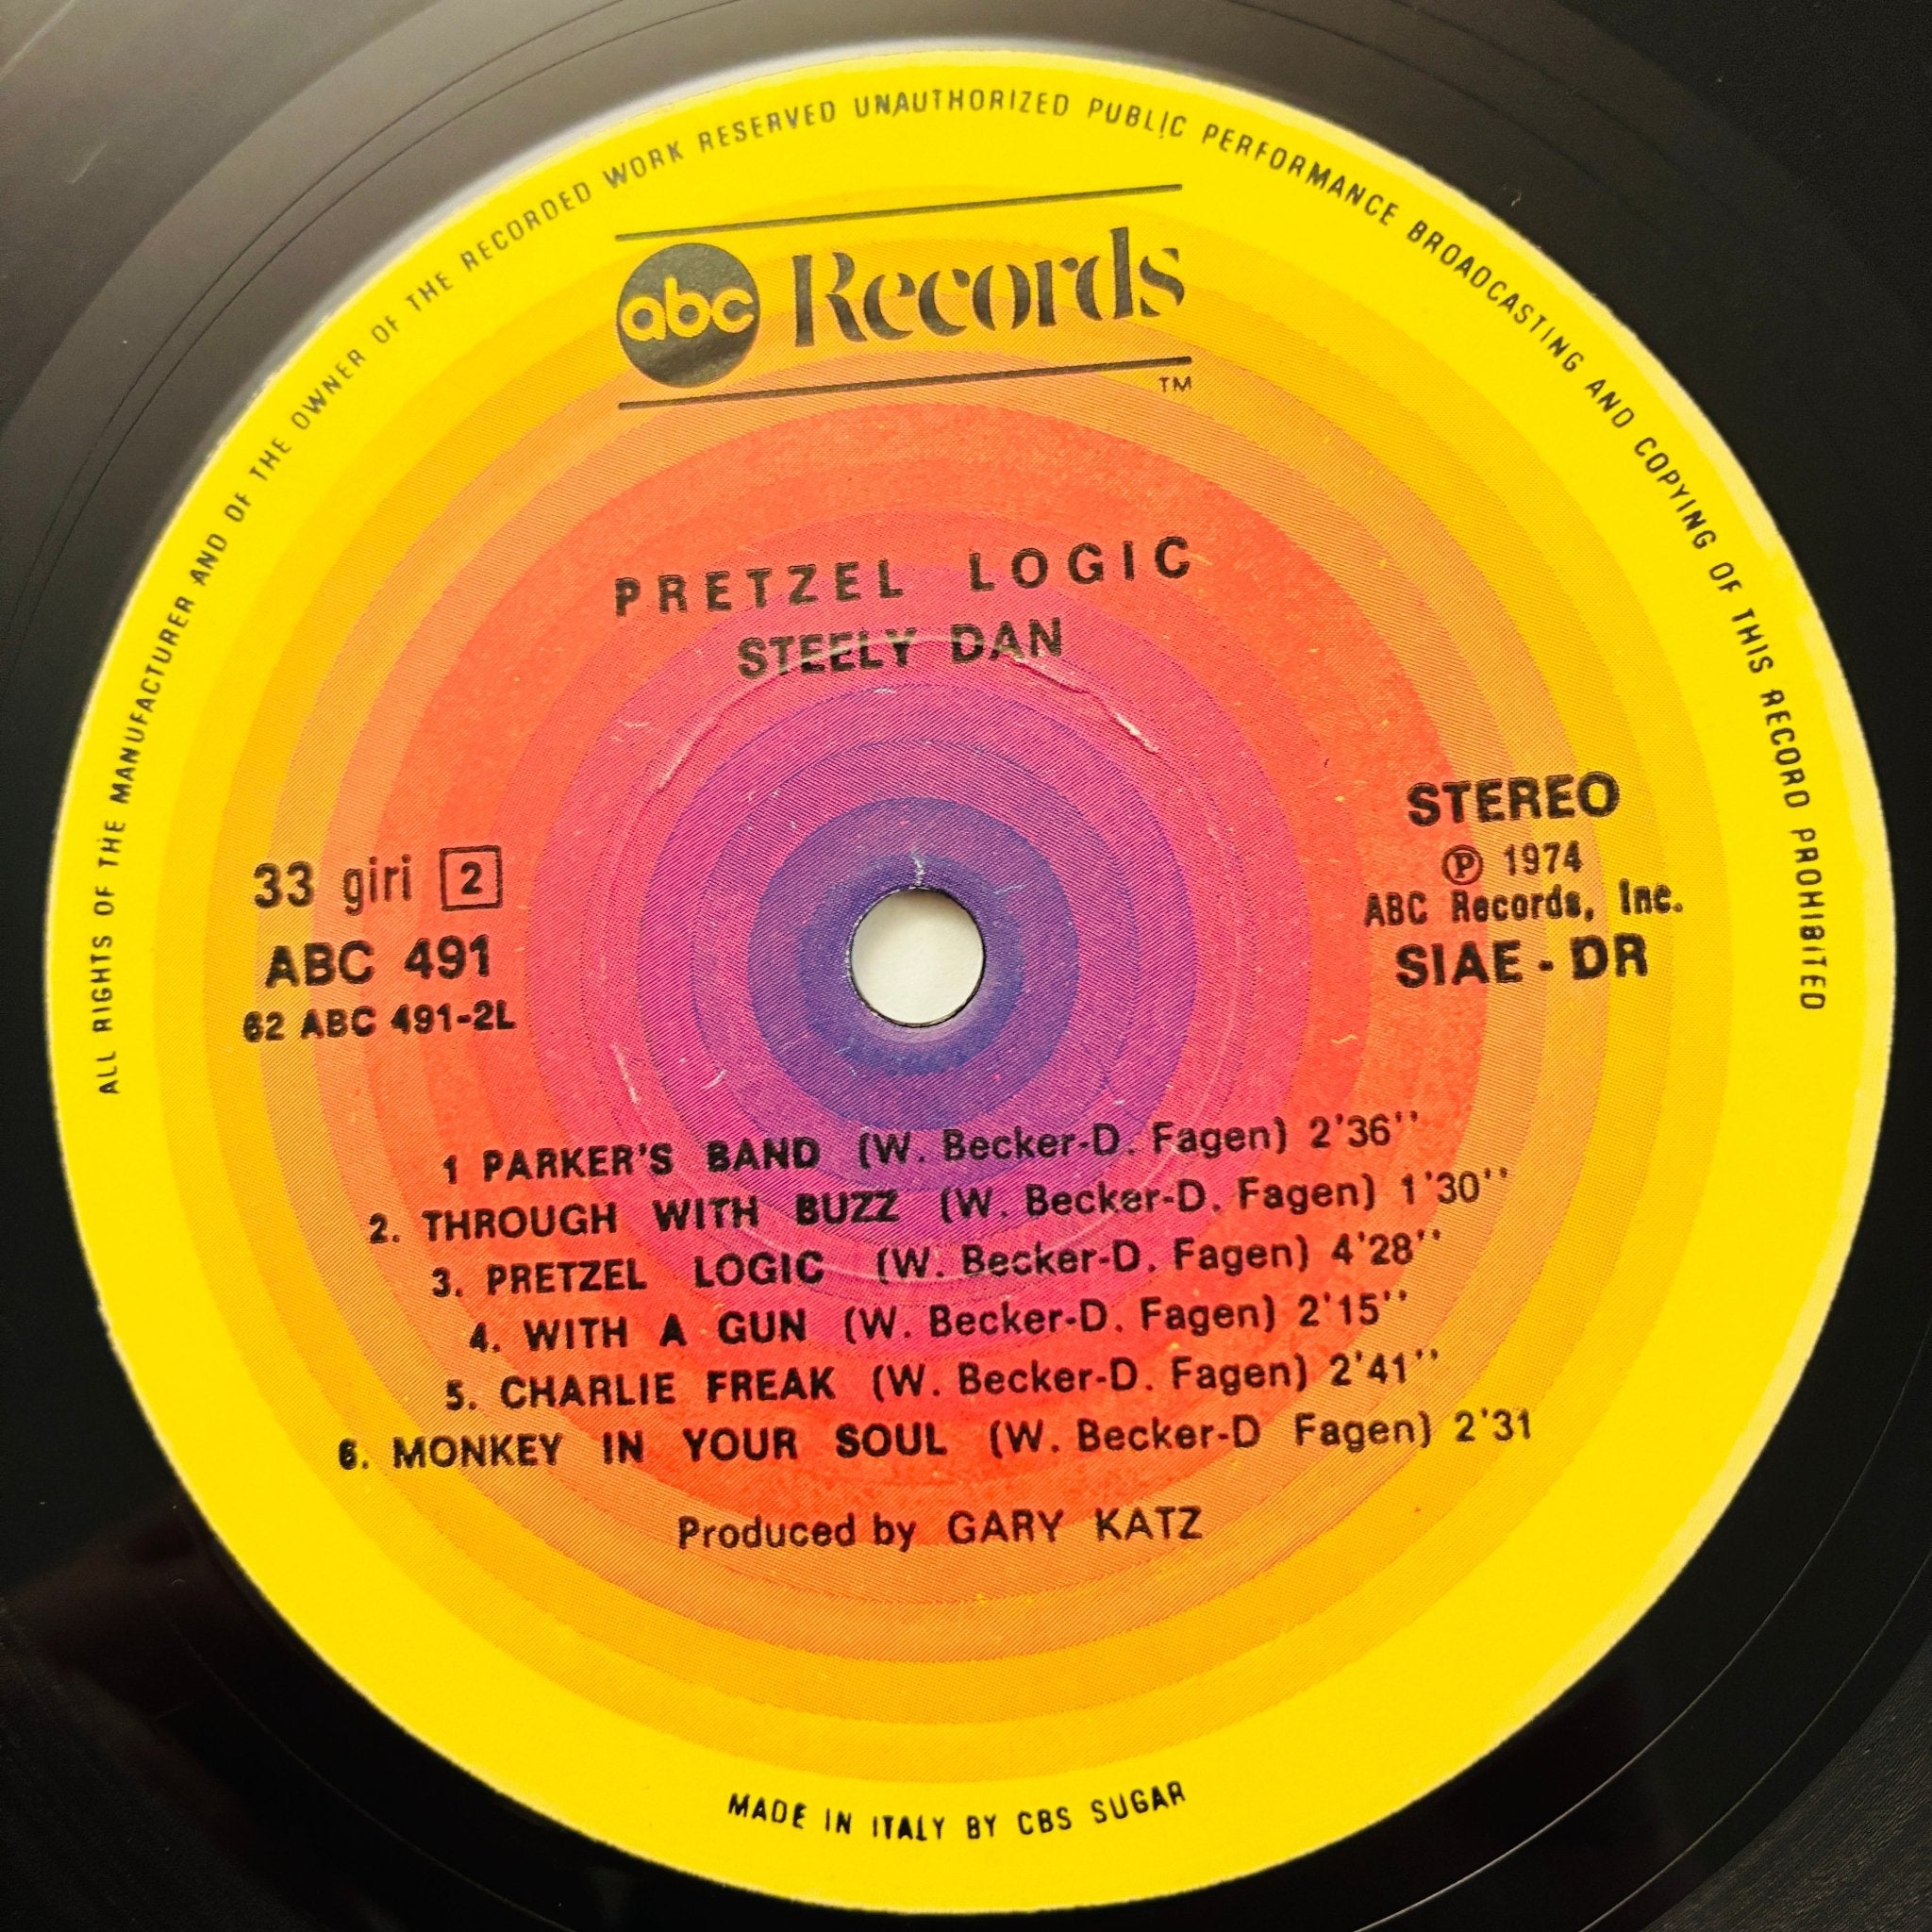 ALL RIGHTS OF THE MANUFACTURER AND OF THE OWNER OF THE RECORDED WORK RESERVED UNAUTHORIZED PUBLIC PERFORMANCE BROADCASTING AND COPYING OF THIS RECORD PROHIBITED
abc Records
TM
PRETZEL LOGIC
STEELY DAN
33 giri 2
ABC 491
62 ABC 491-2L
STEREO
℗ 1974
ABC Records, Inc.
SIAE - DR
1 PARKER'S BAND (W. Becker-D. Fagen) 2'36''
2. THROUGH WITH BUZZ (W. Becker-D. Fagen) 1'30''
3. PRETZEL LOGIC (W. Becker-D. Fagen) 4'28''
4. WITH A GUN (W. Becker-D. Fagen) 2'15''
5. CHARLIE FREAK (W. Becker-D. Fagen) 2'41''
6. MONKEY IN YOUR SOUL (W. Becker-D Fagen) 2'31
Produced by GARY KATZ
MADE IN ITALY BY CBS SUGAR